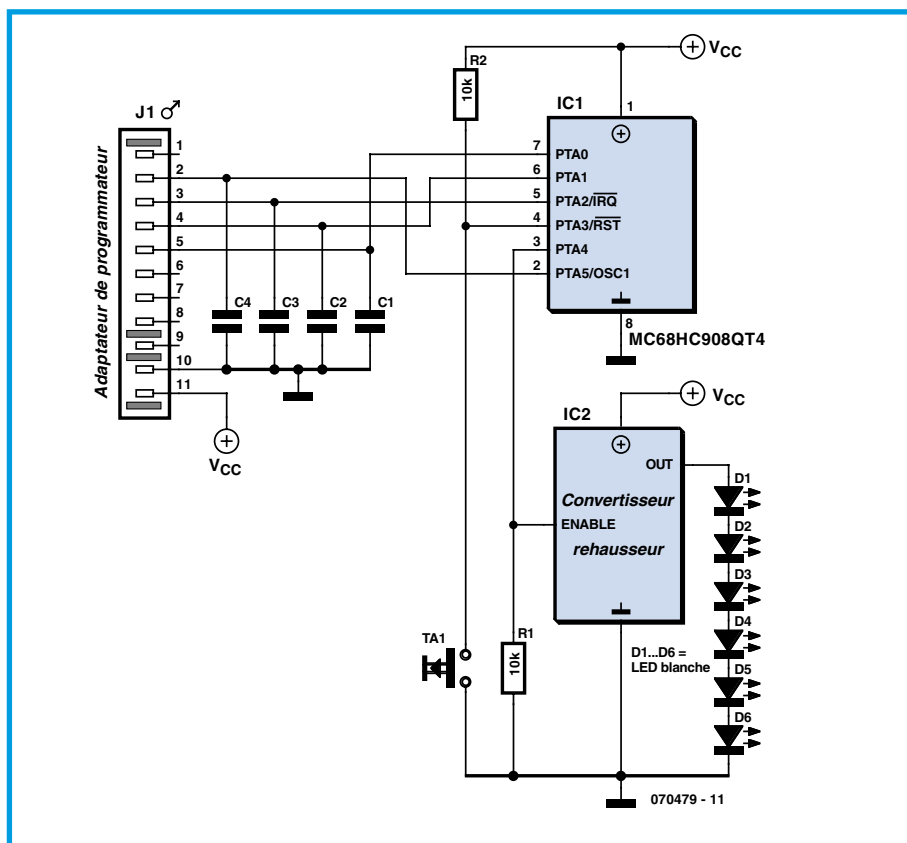 VCC
R2
10k
J1
IC1
1
Adaptateur de programmateur
1
2
3
4
5
6
7
8
9
10
11
7 PTA0
6 PTA1
5 PTA2/IRQ
4 PTA3/RST
3 PTA4
2 PTA5/OSC1
C4 C3 C2 C1
8
MC68HC908QT4
VCC
VCC
IC2
OUT
Convertisseur
ENABLE
rehausseur
D1
D2
D3
D4
D5
D6
TA1
R1
10k
D1...D6 =
LED blanche
070479 - 11